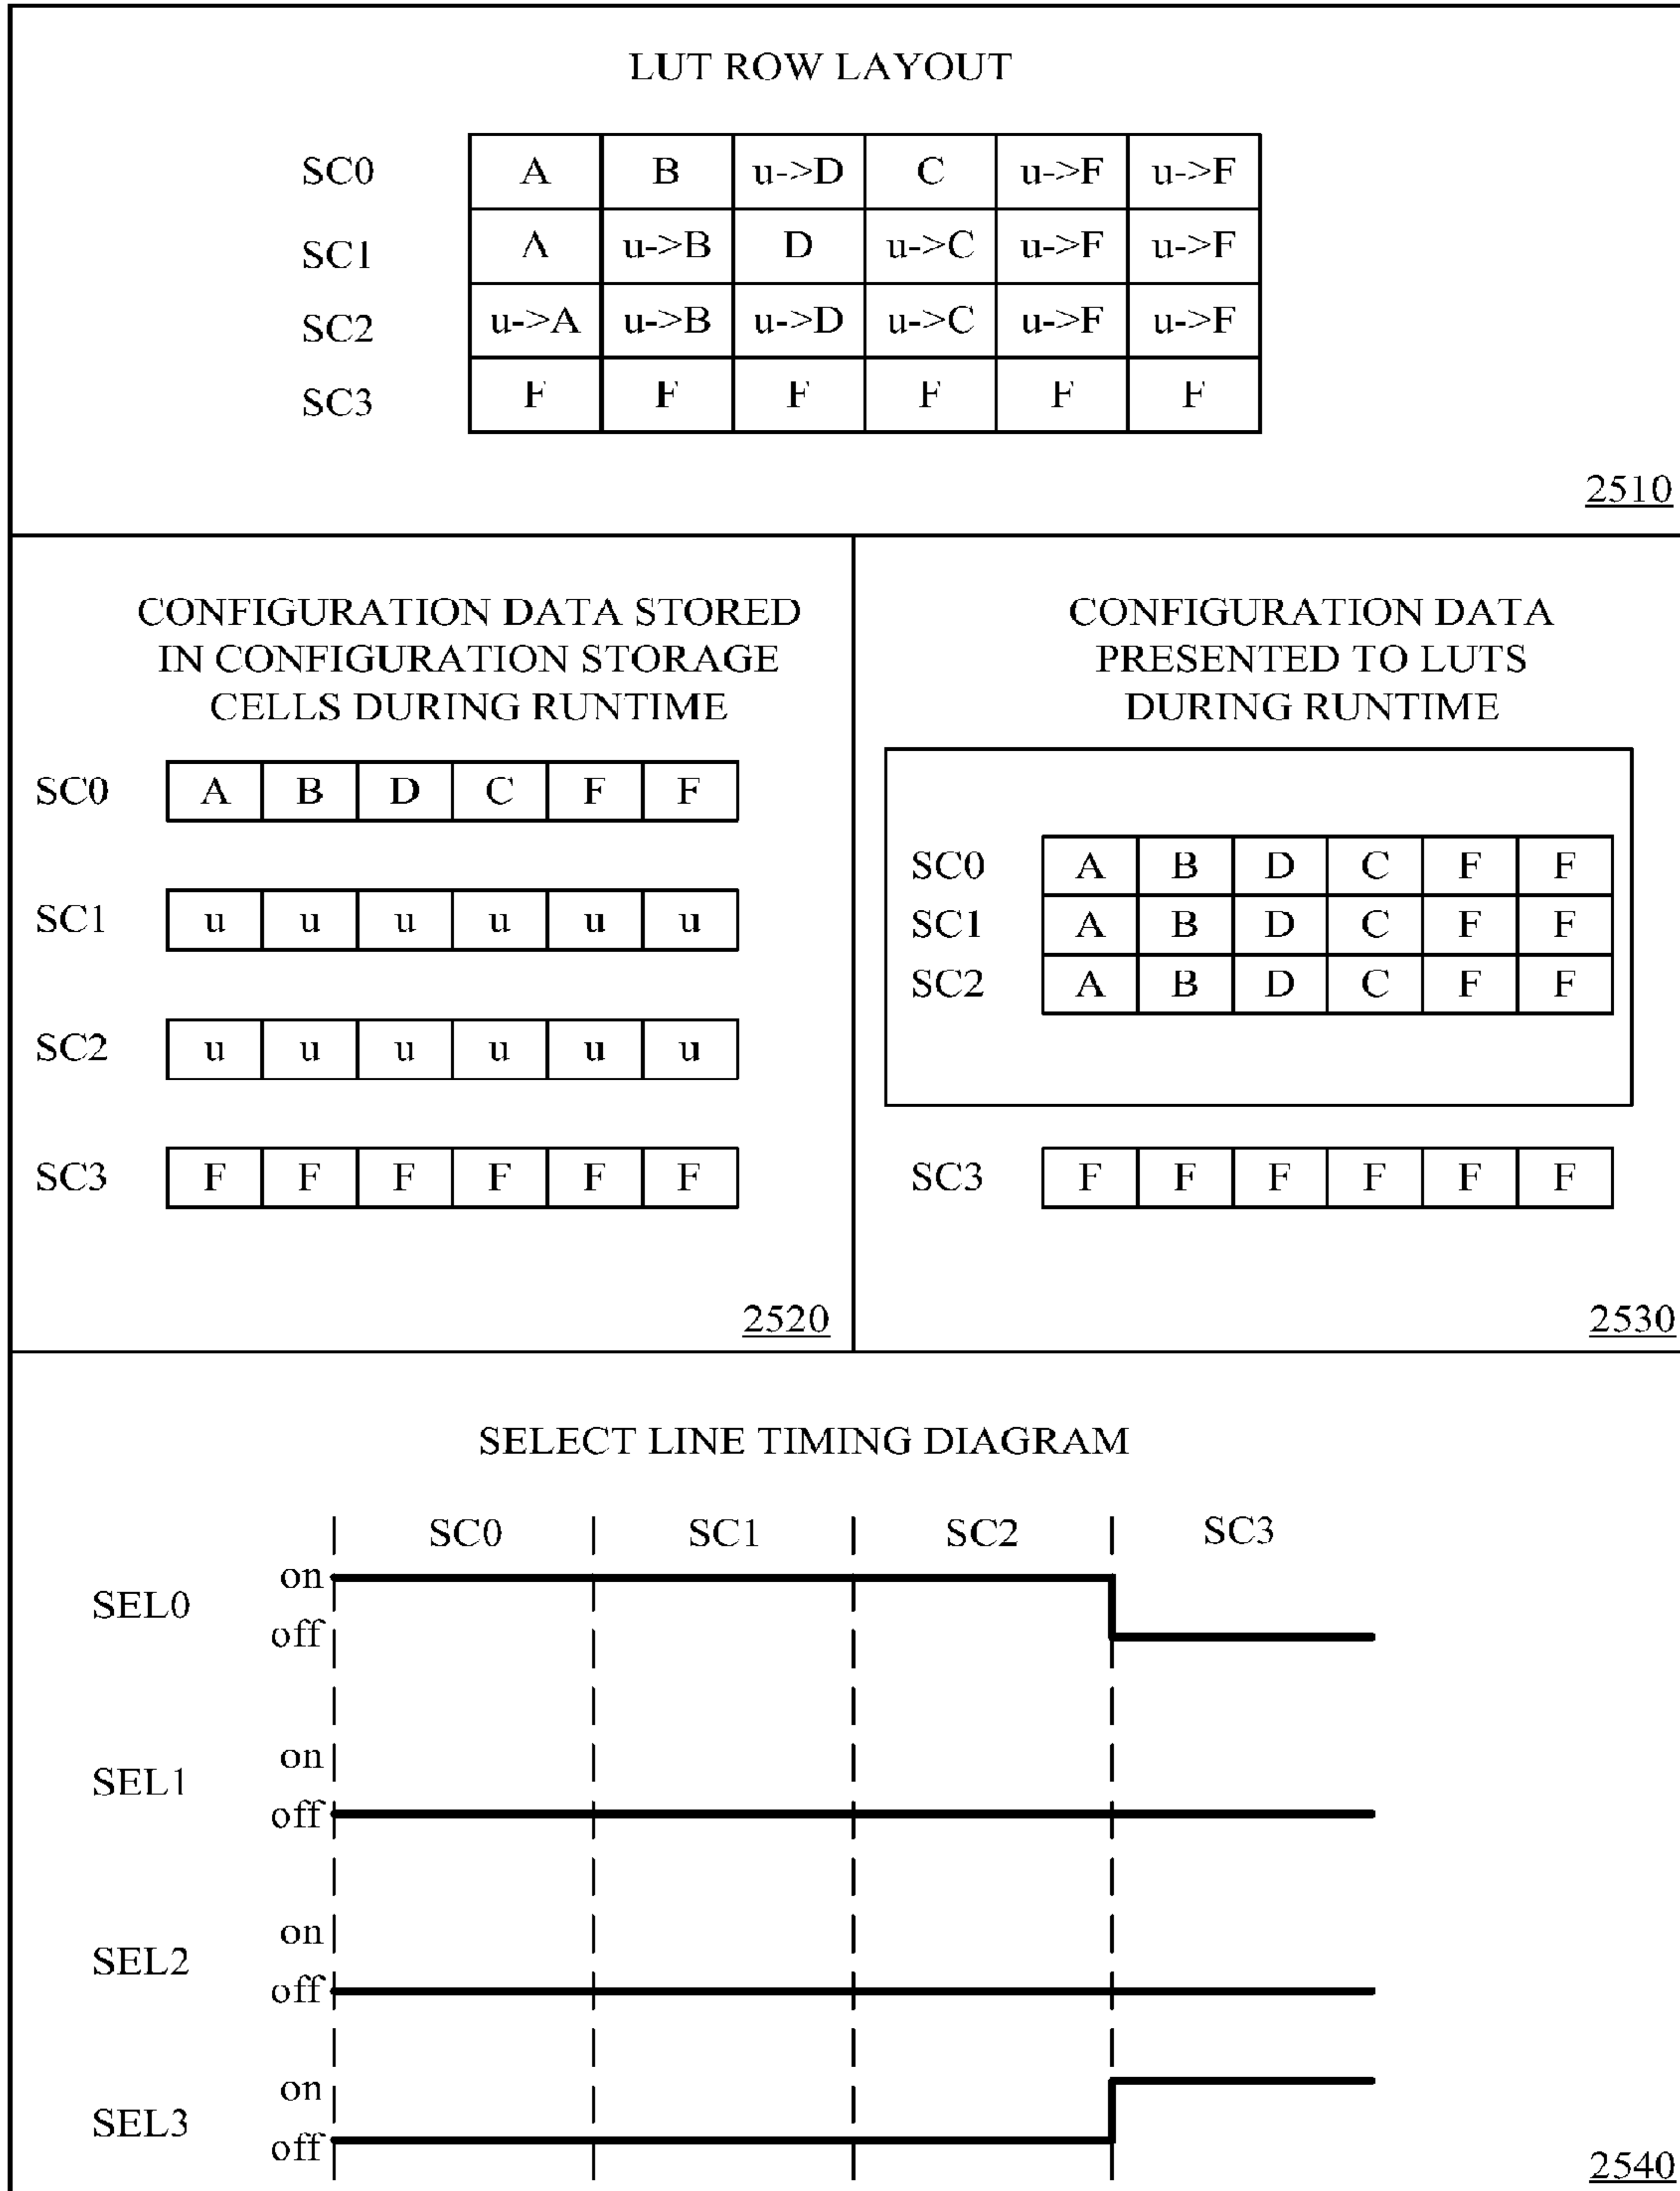 LUT ROW LAYOUT
SC0 A B u->D C u->F u->F
SC1 A u->B D u->C u->F u->F
SC2 u->A u->B u->D u->C u->F u->F
SC3 F F F F F F
2510
CONFIGURATION DATA STORED
IN CONFIGURATION STORAGE
CELLS DURING RUNTIME
SC0 A B D C F F
SC1 u u u u u u
SC2 u u u u u u
SC3 F F F F F F
2520
CONFIGURATION DATA
PRESENTED TO LUTS
DURING RUNTIME
SC0 A B D C F F
SC1 A B D C F F
SC2 A B D C F F
SC3 F F F F F F
2530
SELECT LINE TIMING DIAGRAM
SC0 SC1 SC2 SC3
on
SEL0
off
on
SEL1
off
on
SEL2
off
on
SEL3
off
2540